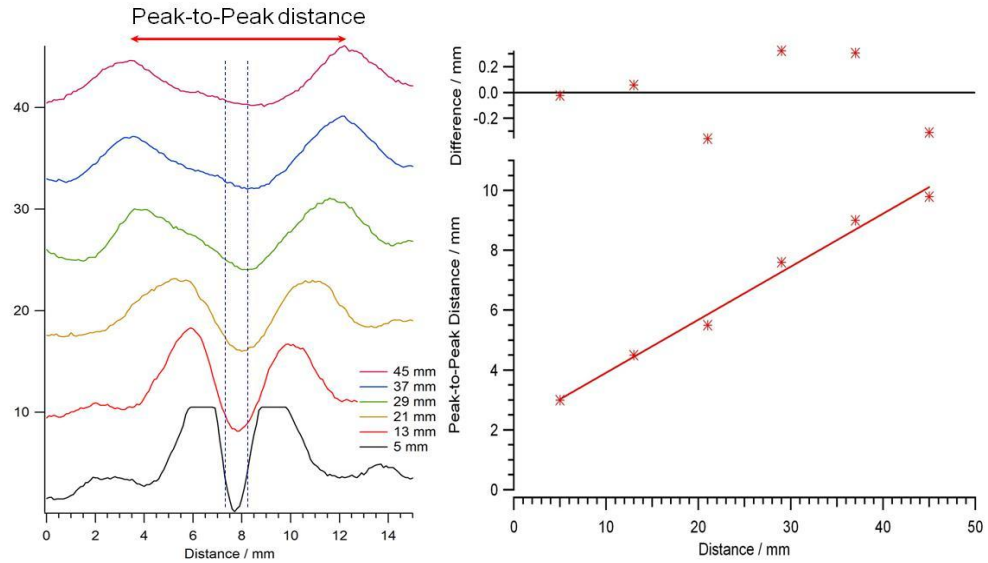 Peak-to-Peak distance
40
30
20
10
45 mm
37 mm
29 mm
21 mm
13 mm
5 mm
0 2 4 6 8 10 12 14
Distance / mm
Difference / mm
0.2
0.0
-0.2
Peak-to-Peak Distance / mm
10
8
6
4
2
0
0 10 20 30 40 50
Distance / mm